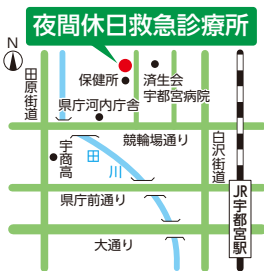 夜間休日救急診療所
N
田原街道
保健所
済生会
宇都宮病院
県庁河内庁舎
競輪場通り
白沢街道
宇商高
田川
県庁前通り
JR宇都宮駅
大通り